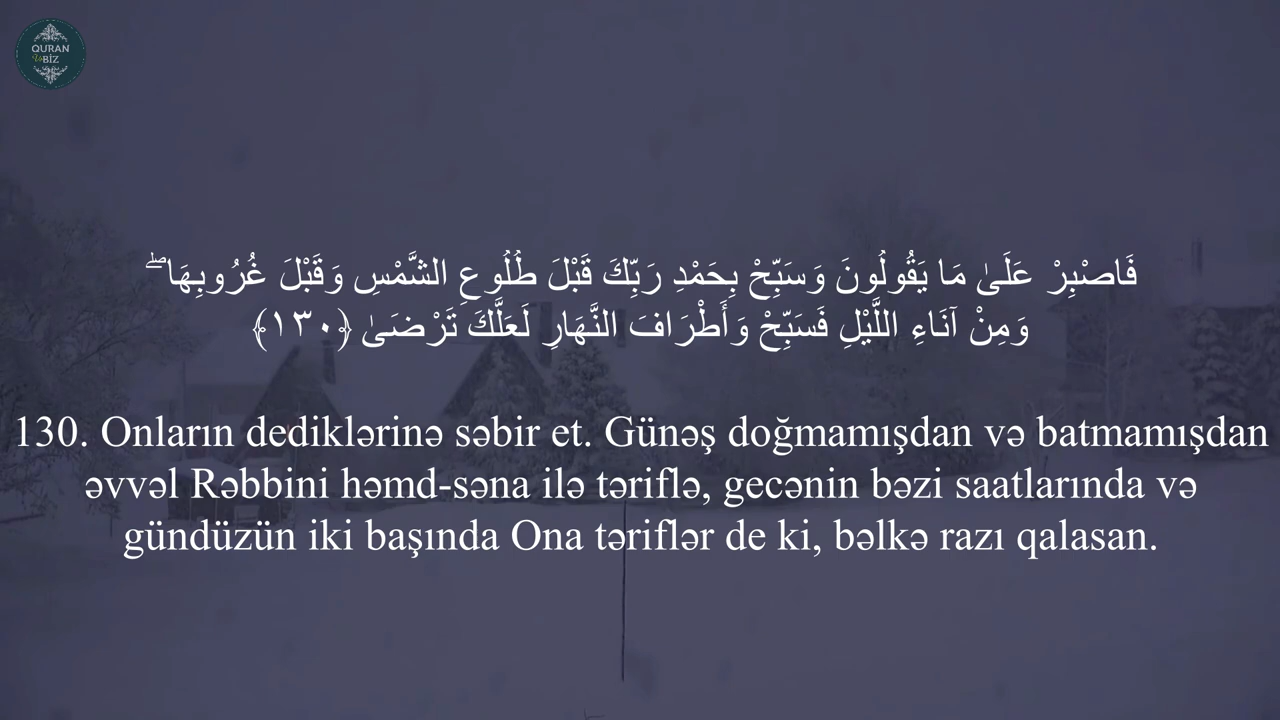 QURAN
Və BİZ
فَاصْبِرْ عَلَىٰ مَا يَقُولُونَ وَسَبِّحْ بِحَمْدِ رَبِّكَ قَبْلَ طُلُوعِ الشَّمْسِ وَقَبْلَ غُرُوبِهَا ۖ
وَمِنْ آنَاءِ اللَّيْلِ فَسَبِّحْ وَأَطْرَافَ النَّهَارِ لَعَلَّكَ تَرْضَىٰ ﴿١٣٠﴾
130. Onların dediklərinə səbir et. Günəş doğmamışdan və batmamışdan
əvvəl Rəbbini həmd-səna ilə təriflə, gecənin bəzi saatlarında və
gündüzün iki başında Ona təriflər de ki, bəlkə razı qalasan.